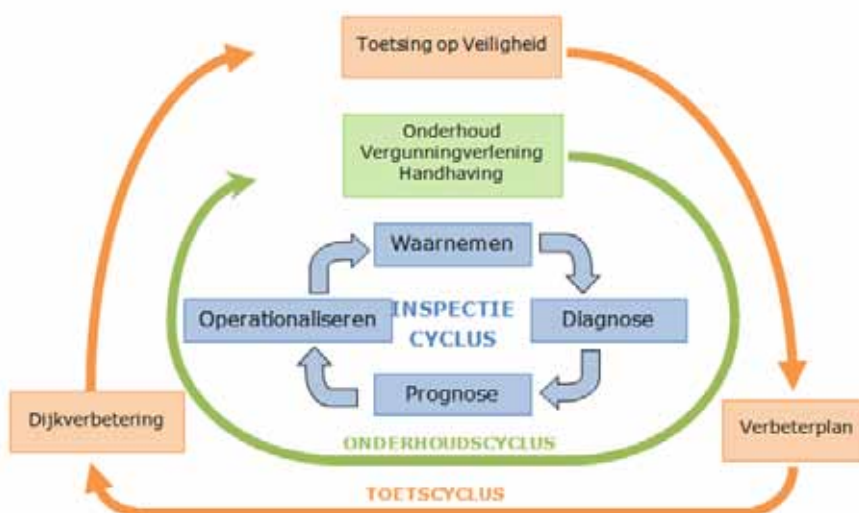 Toetsing op Veiligheid
Onderhoud
Vergunningverlening
Handhaving
Waarnemen
Operationaliseren
INSPECTIE
CYCLUS
Diagnose
Prognose
Dijkverbetering
Verbeterplan
ONDERHOUDSCYCLUS
TOETSCYCLUS